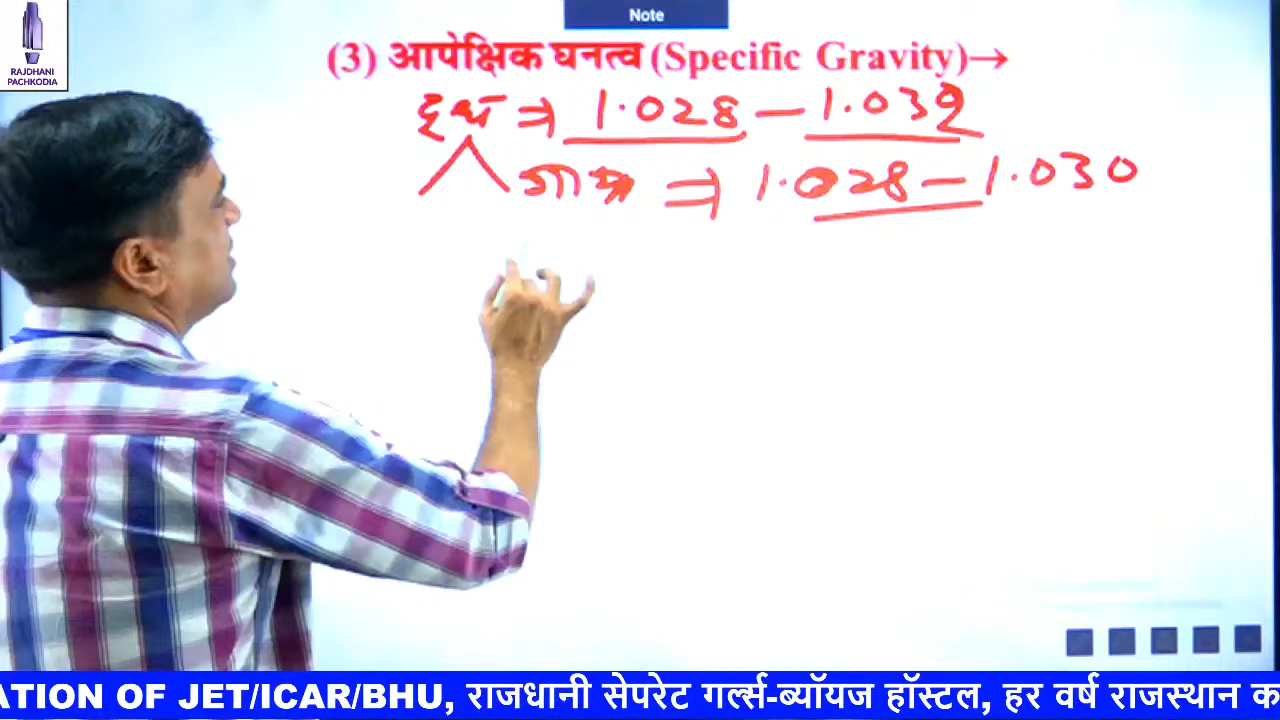 Note
RAJDHANI
PACHKODIA
(3) आपेक्षिक घनत्व (Specific Gravity)→
दूध ⇒ 1.028 – 1.032
गाय ⇒ 1.028 – 1.030
ATION OF JET/ICAR/BHU, राजधानी सेपरेट गर्ल्स-ब्यॉयज हॉस्टल, हर वर्ष राजस्थान क